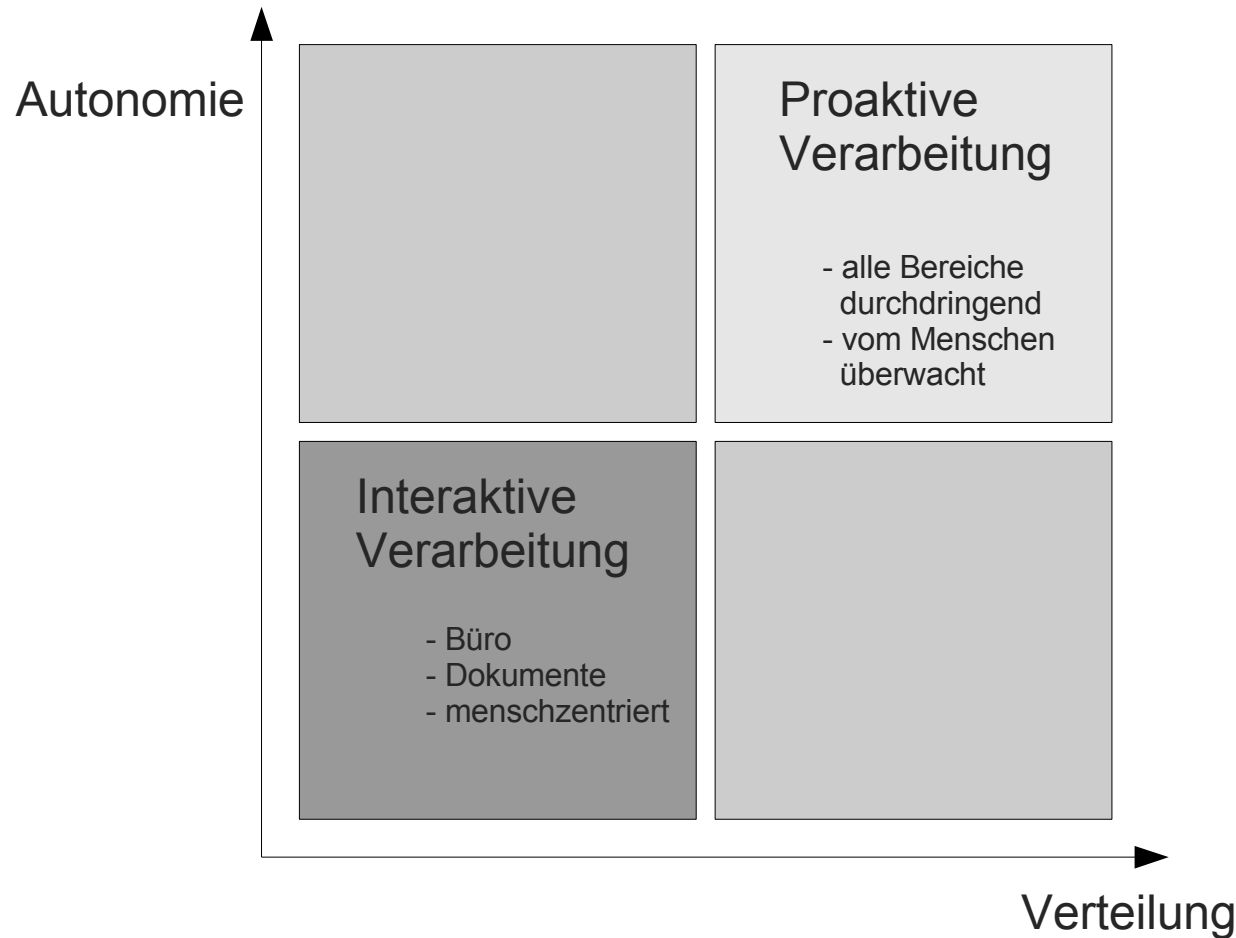 Autonomie
Proaktive
Verarbeitung
- alle Bereiche
durchdringend
- vom Menschen
überwacht
Interaktive
Verarbeitung
- Büro
- Dokumente
- menschzentriert
Verteilung